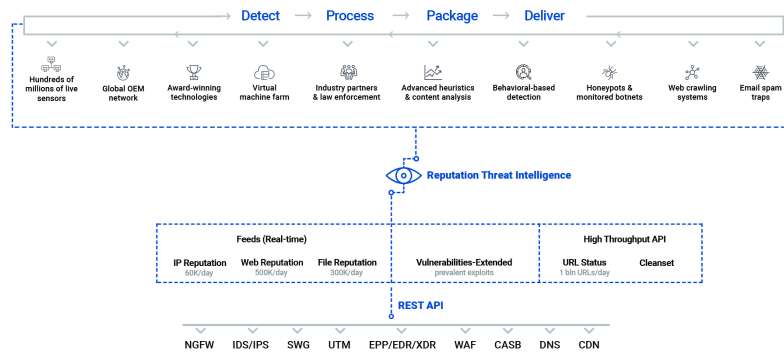 Detect
Process
Package
Deliver
Hundreds of
millions of live
sensors
Global OEM
network
Award-winning
technologies
Virtual
machine farm
Industry partners
& law enforcement
Advanced heuristics
& content analysis
Behavioral-based
detection
Honeypots &
monitored botnets
Web crawling
systems
Email spam
traps
Reputation Threat Intelligence
Feeds (Real-time)
High Throughput API
IP Reputation
60K/day
Web Reputation
500K/day
File Reputation
300K/day
Vulnerabilities-Extended
prevalent exploits
URL Status
1 bln URLs/day
Cleanset
REST API
NGFW
IDS/IPS
SWG
UTM
EPP/EDR/XDR
WAF
CASB
DNS
CDN